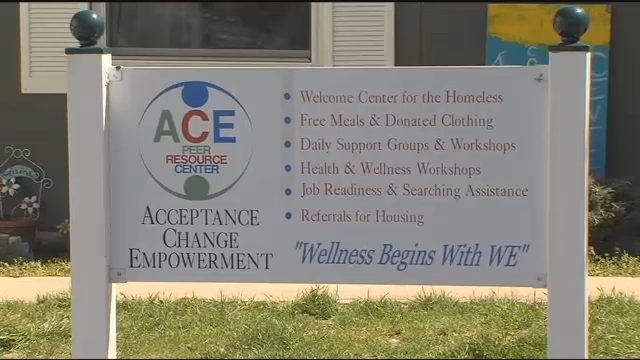 ACE
PEER
RESOURCE
CENTER
ACCEPTANCE
CHANGE
EMPOWERMENT
• Welcome Center for the Homeless
• Free Meals & Donated Clothing
• Daily Support Groups & Workshops
• Health & Wellness Workshops
• Job Readiness & Searching Assistance
• Referrals for Housing
"Wellness Begins With WE"